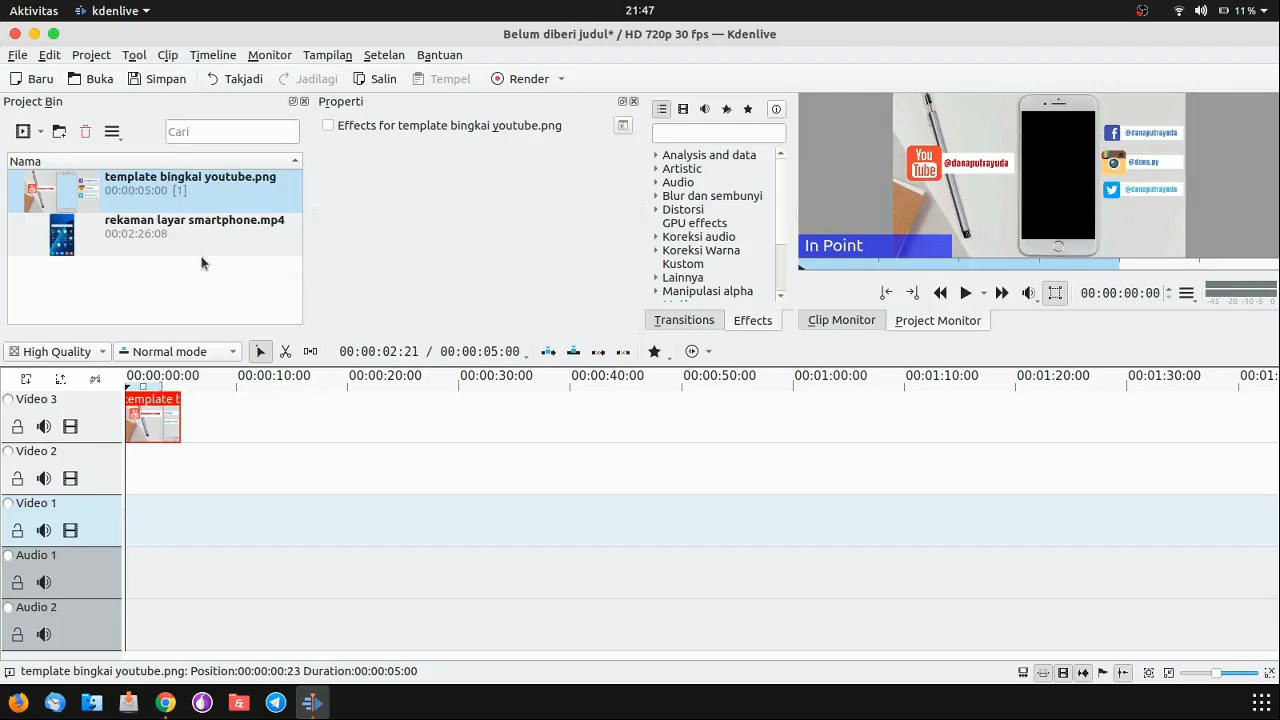 Aktivitas kdenlive 21:47 11%
Belum diberi judul* / HD 720p 30 fps — Kdenlive
File Edit Project Tool Clip Timeline Monitor Tampilan Setelan Bantuan
Baru Buka Simpan Takjadi Jadilagi Salin Tempel Render
Project Bin
Cari
Nama
template bingkai youtube.png
00:00:05:00 [1]
rekaman layar smartphone.mp4
00:02:26:08
Properti
Effects for template bingkai youtube.png
Analysis and data
Artistic
Audio
Blur dan sembunyi
Distorsi
GPU effects
Koreksi audio
Koreksi Warna
Kustom
Lainnya
Manipulasi alpha
Transitions Effects
You
Tube
@danaputrayuda
@danaputrayuda
@dana.py
@danaputrayuda
In Point
00:00:00:00
-45 -20 -10 -5 0
Clip Monitor Project Monitor
High Quality Normal mode 00:00:02:21 / 00:00:05:00
00:00:00:00 00:00:10:00 00:00:20:00 00:00:30:00 00:00:40:00 00:00:50:00 00:01:00:00 00:01:10:00 00:01:20:00 00:01:30:00 00:01:
Video 3
template b
Video 2
Video 1
Audio 1
Audio 2
template bingkai youtube.png: Position:00:00:00:23 Duration:00:00:05:00